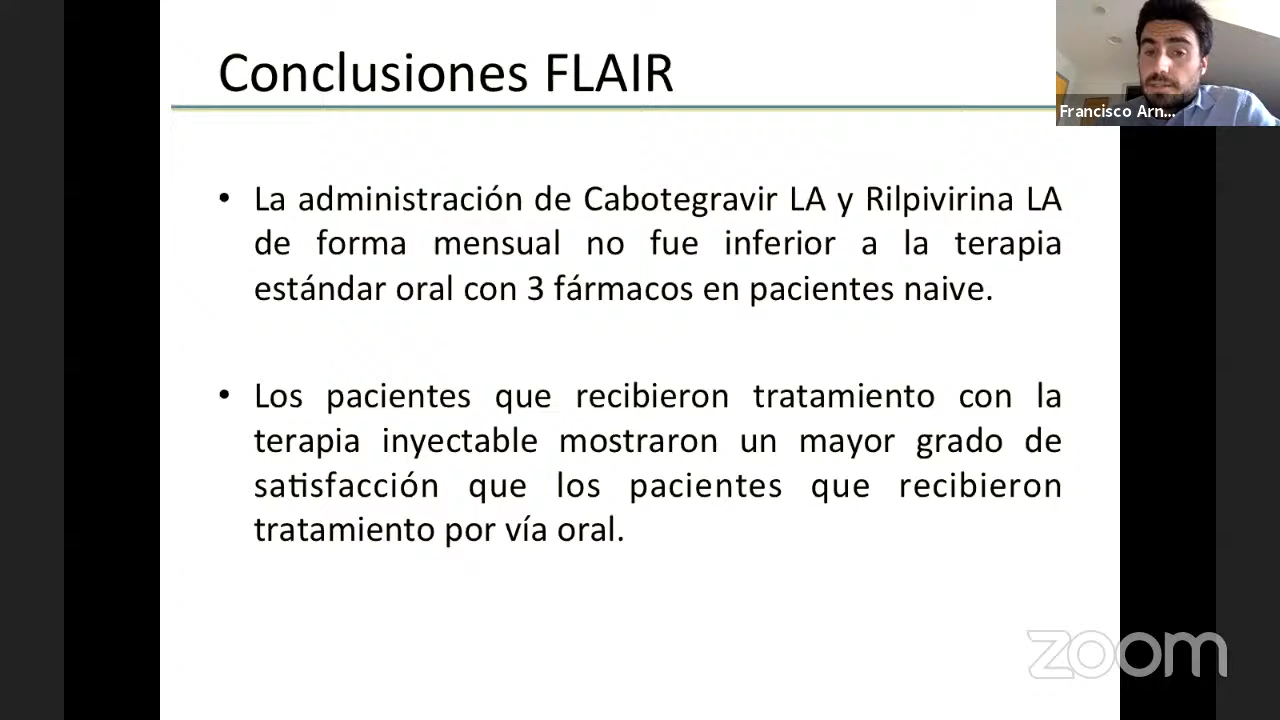 Conclusiones FLAIR
Francisco Arn...
• La administración de Cabotegravir LA y Rilpivirina LA
de forma mensual no fue inferior a la terapia
estándar oral con 3 fármacos en pacientes naive.
• Los pacientes que recibieron tratamiento con la
terapia inyectable mostraron un mayor grado de
satisfacción que los pacientes que recibieron
tratamiento por vía oral.
zoom